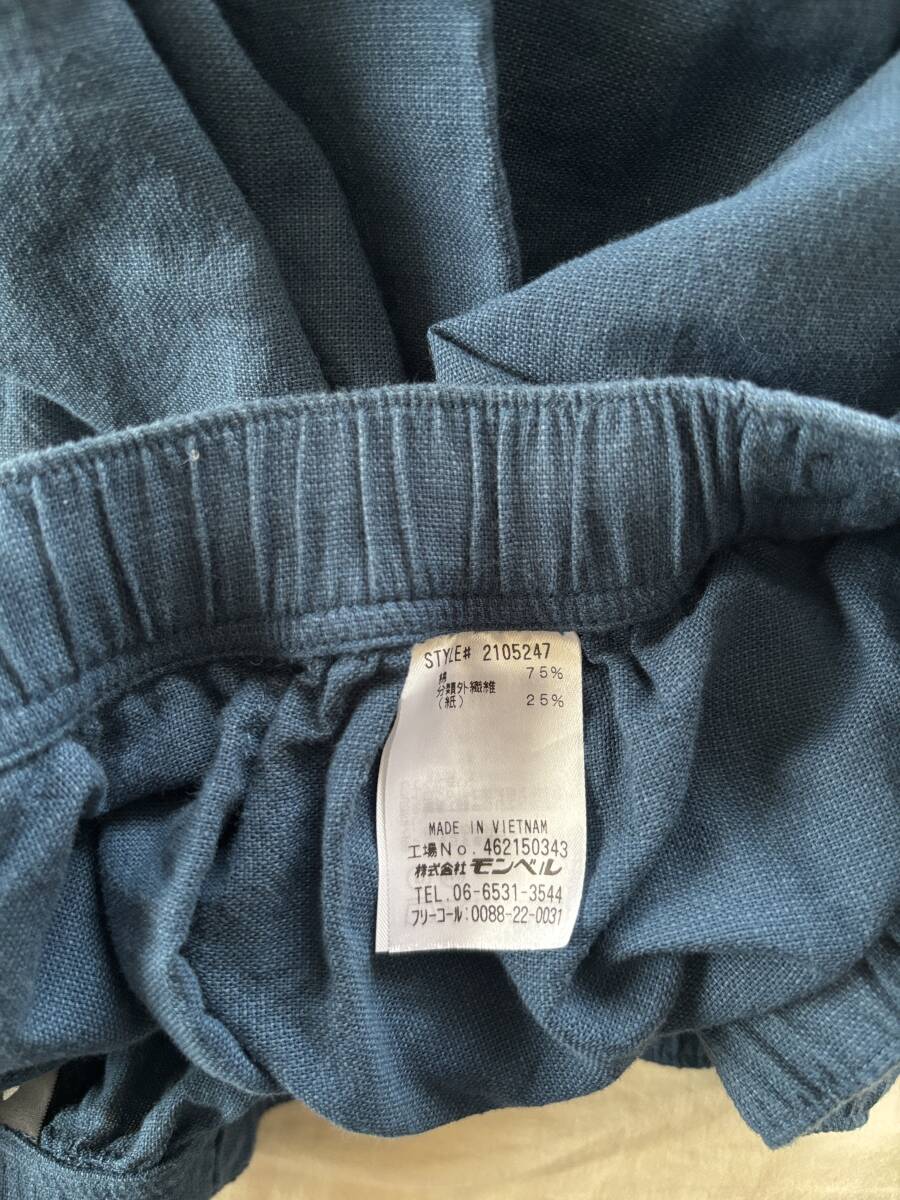 STYLE# 2105247
綿 75%
分類外繊維
(紙) 25%
MADE IN VIETNAM
工場No. 462150343
株式会社 モンベル
TEL. 06-6531-3544
フリーコール:0088-22-0031